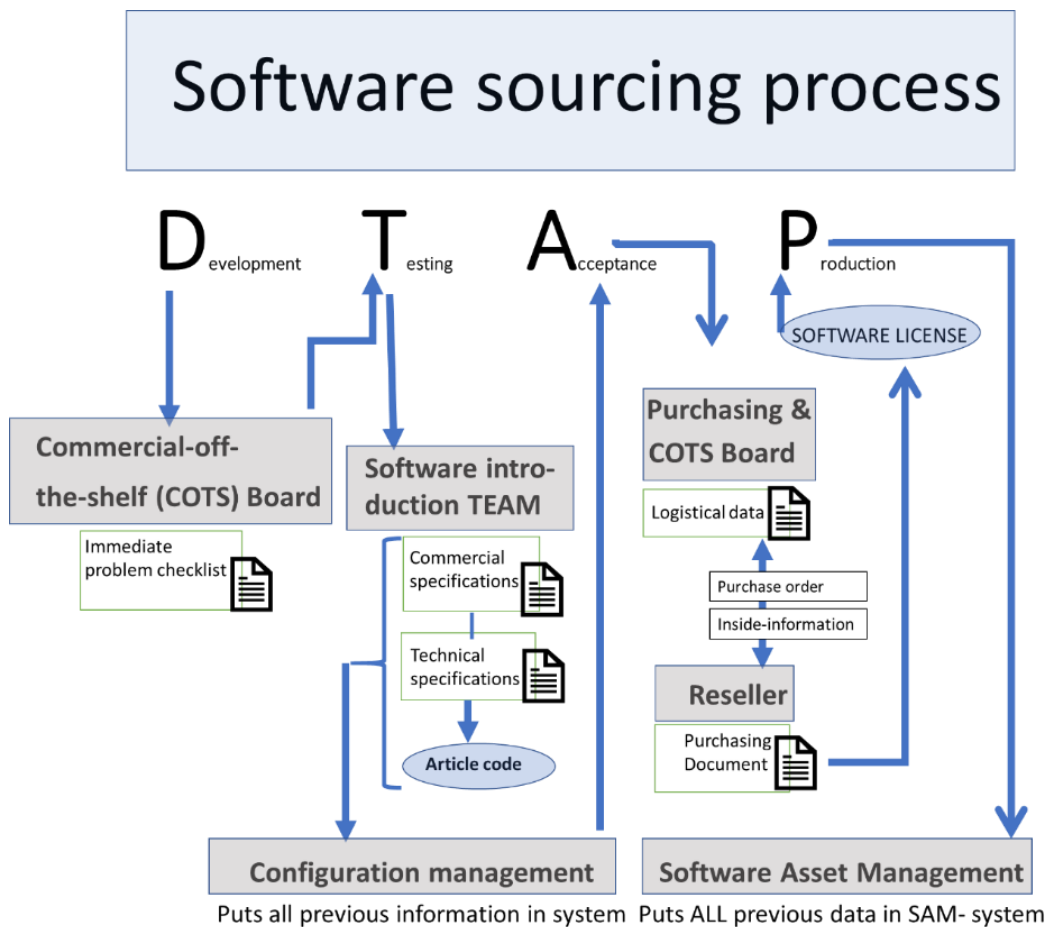 Software sourcing process
Development
Testing
Acceptance
Production
SOFTWARE LICENSE
Commercial-off-
the-shelf (COTS) Board
Immediate
problem checklist
Software intro-
duction TEAM
Commercial
specifications
Technical
specifications
Article code
Purchasing &
COTS Board
Logistical data
Purchase order
Inside-information
Reseller
Purchasing
Document
Configuration management
Puts all previous information in system
Software Asset Management
Puts ALL previous data in SAM- system